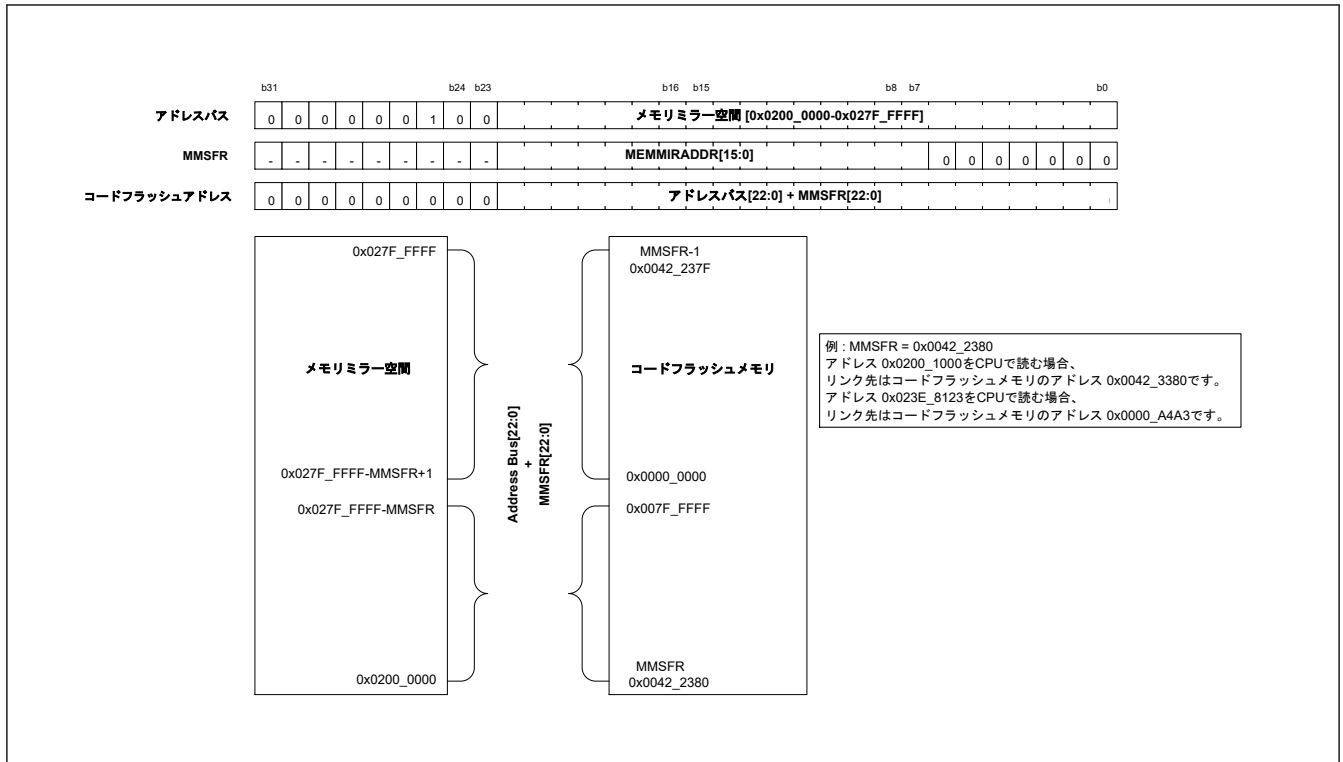 b31 b24 b23 b16 b15 b8 b7 b0
アドレスバス 0 0 0 0 0 0 1 0 0 メモリミラー空間 [0x0200_0000-0x027F_FFFF]
MMSFR - - - - - - - - - MEMMIRADDR[15:0] 0 0 0 0 0 0 0
コードフラッシュアドレス 0 0 0 0 0 0 0 0 0 アドレスバス[22:0] + MMSFR[22:0]
0x027F_FFFF
メモリミラー空間
0x027F_FFFF-MMSFR+1
0x027F_FFFF-MMSFR
0x0200_0000
Address Bus[22:0]
+
MMSFR[22:0]
MMSFR-1
0x0042_237F
コードフラッシュメモリ
0x0000_0000
0x007F_FFFF
MMSFR
0x0042_2380
例 : MMSFR = 0x0042_2380
アドレス 0x0200_1000をCPUで読む場合、
リンク先はコードフラッシュメモリのアドレス 0x0042_3380です。
アドレス 0x023E_8123をCPUで読む場合、
リンク先はコードフラッシュメモリのアドレス 0x0000_A4A3です。